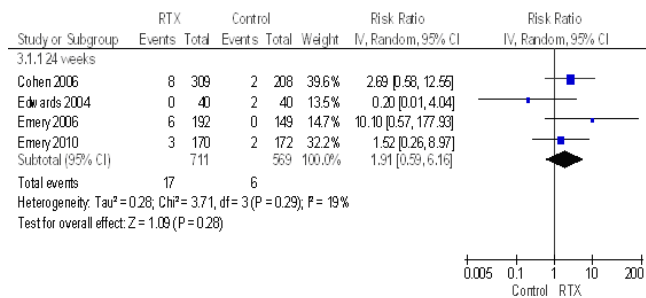 RTX Control Risk Ratio Risk Ratio
Study or Subgroup Events Total Events Total Weight IV, Random, 95% CI IV, Random, 95% CI
3.1.1 24 weeks
Cohen 2006 8 309 2 208 39.6% 2.69 [0.58, 12.55]
Edwards 2004 0 40 2 40 13.5% 0.20 [0.01, 4.04]
Emery 2006 6 192 0 149 14.7% 10.10 [0.57, 177.93]
Emery 2010 3 170 2 172 32.2% 1.52 [0.26, 8.97]
Subtotal (95% CI) 711 569 100.0% 1.91 [0.59, 6.16]
Total events 17 6
Heterogeneity: Tau² = 0.28; Chi² = 3.71, df = 3 (P = 0.29); I² = 19%
Test for overall effect: Z = 1.09 (P = 0.28)
0.005 0.1 1 10 200
Control RTX